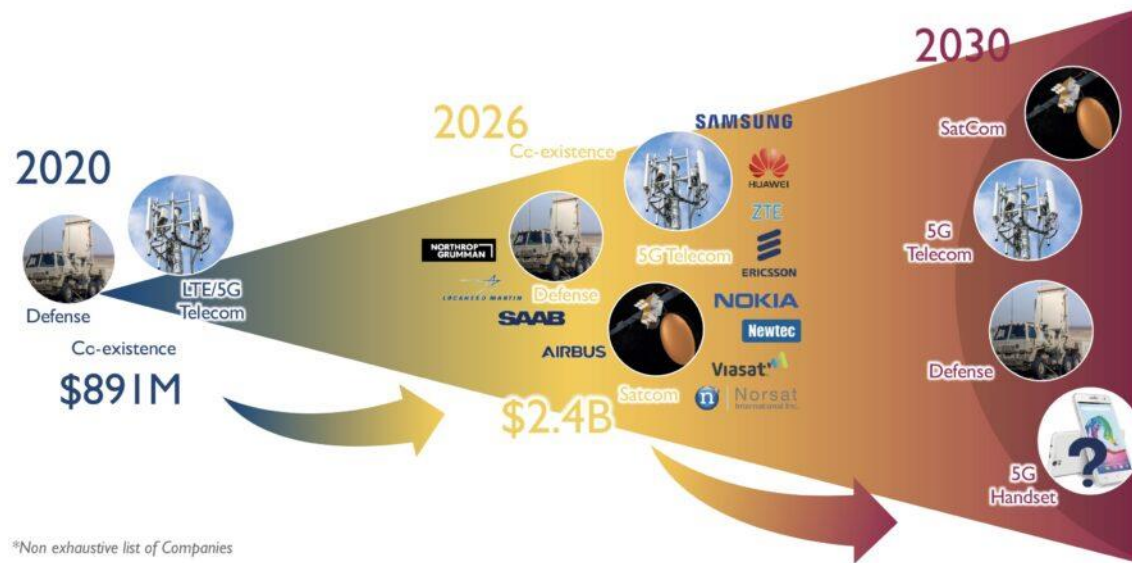 2020
Defense
LTE/5G
Telecom
Cc-existence
$891M
2026
Cc-existence
NORTHROP
GRUMMAN
LOCKHEED MARTIN
SAAB
AIRBUS
Defense
5G Telecom
Satcom
$2.4B
SAMSUNG
HUAWEI
ZTE
ERICSSON
NOKIA
Newtec
Viasat
n Norsat
International Inc.
2030
SatCom
5G
Telecom
Defense
?
5G
Handset
*Non exhaustive list of Companies